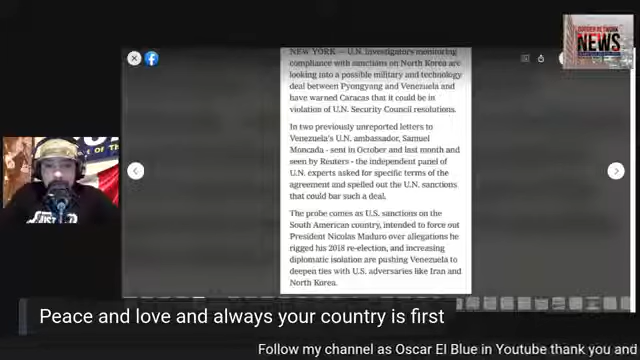 NEWS
NEW YORK — U.N. investigators monitoring
compliance with sanctions on North Korea are
looking into a possible military and technology
deal between Pyongyang and Venezuela and
have warned Caracas that it could be in
violation of U.N. Security Council resolutions.
In two previously unreported letters to
Venezuela's U.N. ambassador, Samuel
Moncada - sent in October and last month and
seen by Reuters - the independent panel of
U.N. experts asked for specific terms of the
agreement and spelled out the U.N. sanctions
that could bar such a deal.
The probe comes as U.S. sanctions on the
South American country, intended to force out
President Nicolas Maduro over allegations he
rigged his 2018 re-election, and increasing
diplomatic isolation are pushing Venezuela to
deepen ties with U.S. adversaries like Iran and
North Korea.
OF THE
Peace and love and always your country is first
Follow my channel as Oscar El Blue in Youtube thank you and